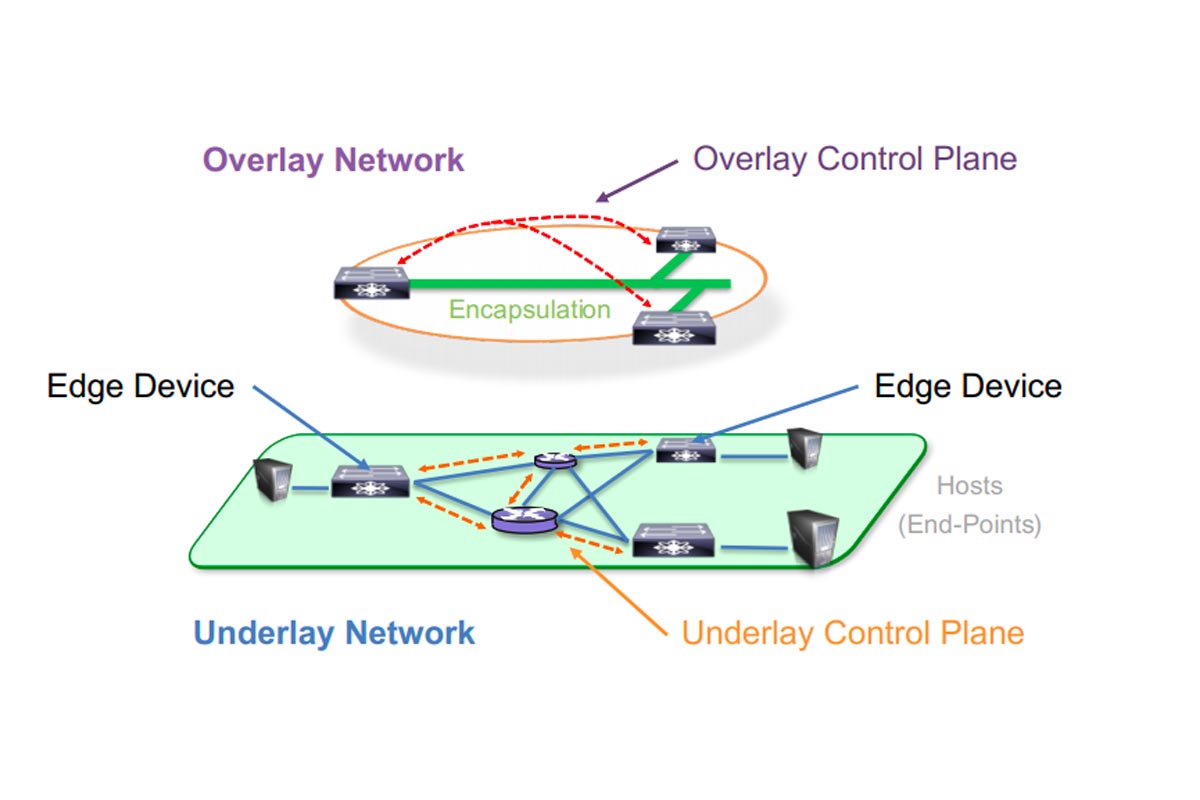 Overlay Network
Overlay Control Plane
Encapsulation
Edge Device
Edge Device
Hosts
(End-Points)
Underlay Network
Underlay Control Plane